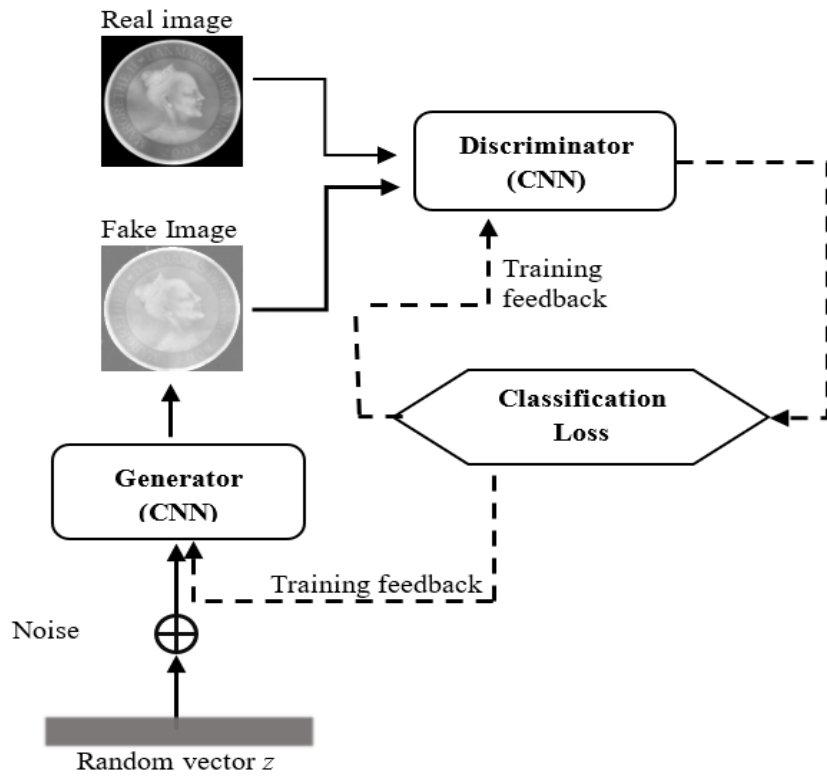 Real image
Discriminator
(CNN)
Fake Image
Training
feedback
Classification
Loss
Generator
(CNN)
Training feedback
Noise
Random vector z